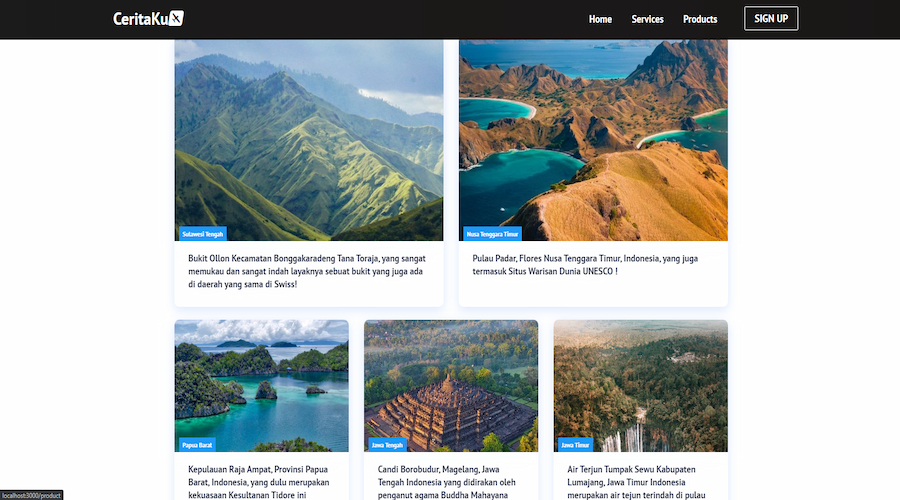 CeritaKu
Home Services Products SIGN UP
Sulawesi Tengah
Bukit Ollon Kecamatan Bonggakaradeng Tana Toraja, yang sangat
memukau dan sangat indah layaknya sebuah bukit yang juga ada
di daerah yang sama di Swiss!
Nusa Tenggara Timur
Pulau Padar, Flores Nusa Tenggara Timur, Indonesia, yang juga
termasuk Situs Warisan Dunia UNESCO !
Papua Barat
Kepulauan Raja Ampat, Provinsi Papua
Barat, Indonesia, yang dulu merupakan
kekuasan Kesultanan Tidore ini
Jawa Tengah
Candi Borobudur, Magelang, Jawa
Tengah Indonesia yang didirakan oleh
penganut agama Buddha Mahayana
Jawa Timur
Air Terjun Tumpak Sewu Kabupaten
Lumajang, Jawa Timur Indonesia
merupakan air tejun terindah di pulau
localhost:3000/product